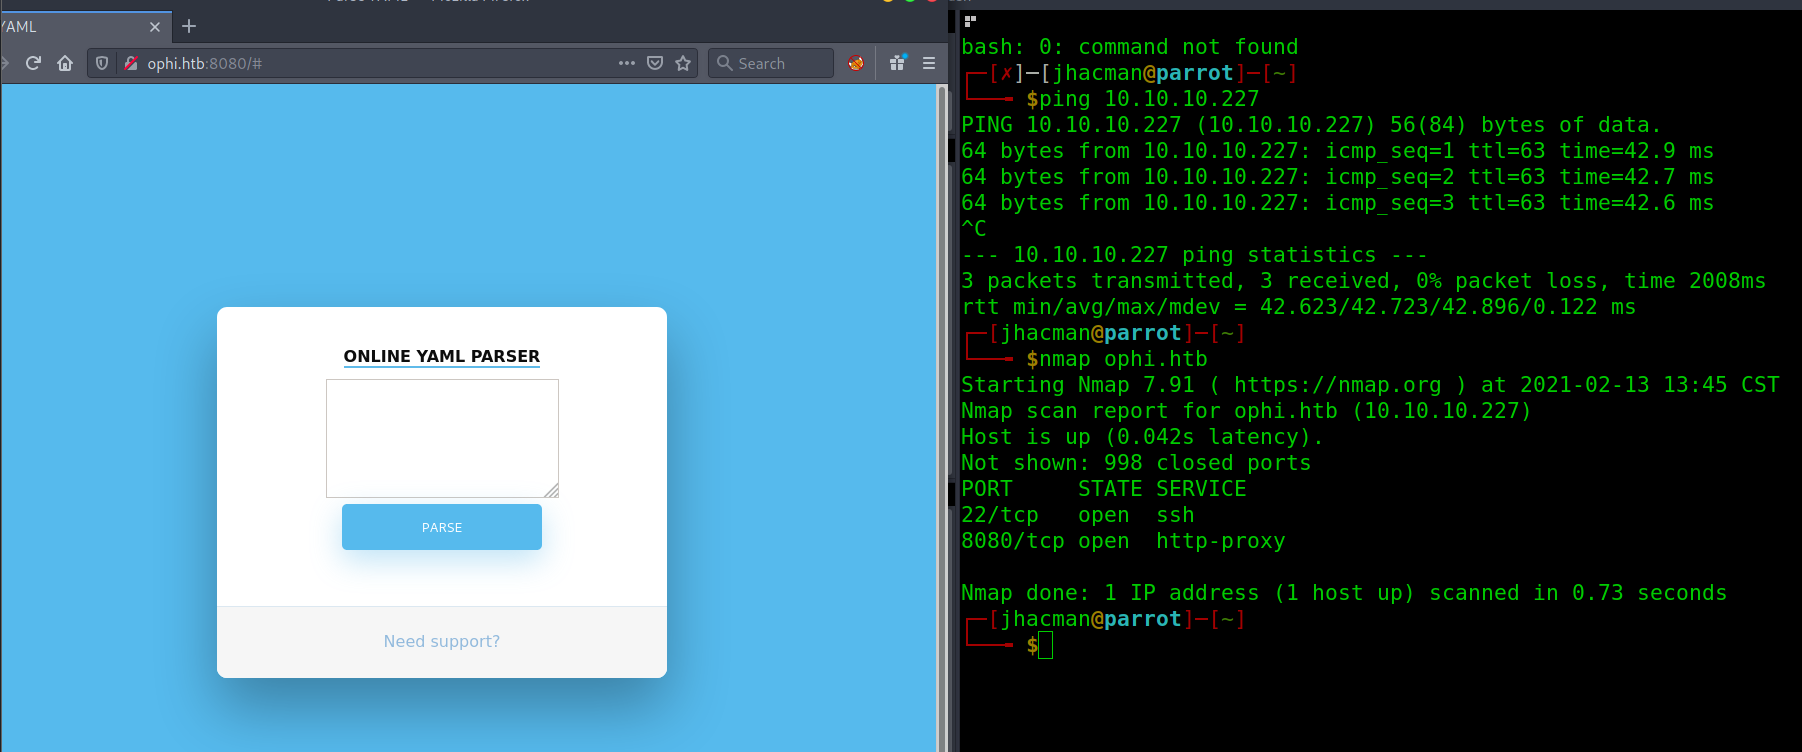 YAML
ophi.htb:8080/#
Search
ONLINE YAML PARSER
PARSE
Need support?
bash: 0: command not found
┌─[✗]─[jhacman@parrot]─[~]
└──╼ $ping 10.10.10.227
PING 10.10.10.227 (10.10.10.227) 56(84) bytes of data.
64 bytes from 10.10.10.227: icmp_seq=1 ttl=63 time=42.9 ms
64 bytes from 10.10.10.227: icmp_seq=2 ttl=63 time=42.7 ms
64 bytes from 10.10.10.227: icmp_seq=3 ttl=63 time=42.6 ms
^C
--- 10.10.10.227 ping statistics ---
3 packets transmitted, 3 received, 0% packet loss, time 2008ms
rtt min/avg/max/mdev = 42.623/42.723/42.896/0.122 ms
┌─[jhacman@parrot]─[~]
└──╼ $nmap ophi.htb
Starting Nmap 7.91 ( https://nmap.org ) at 2021-02-13 13:45 CST
Nmap scan report for ophi.htb (10.10.10.227)
Host is up (0.042s latency).
Not shown: 998 closed ports
PORT     STATE SERVICE
22/tcp   open  ssh
8080/tcp open  http-proxy
Nmap done: 1 IP address (1 host up) scanned in 0.73 seconds
┌─[jhacman@parrot]─[~]
└──╼ $